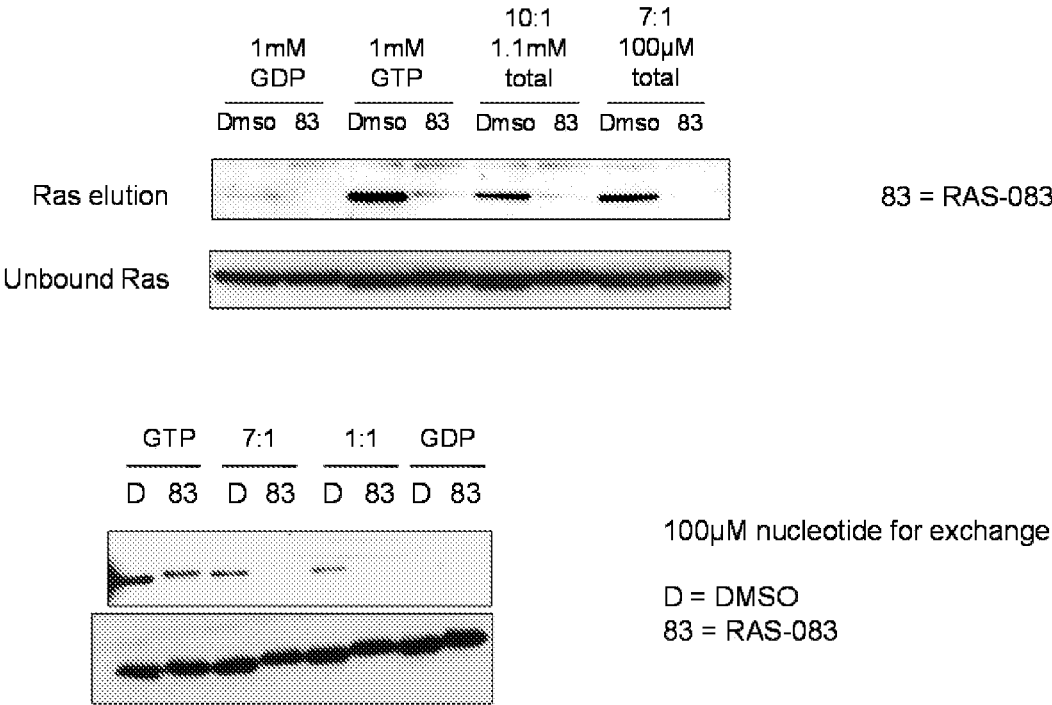 10:1 7:1
1mM 1mM 1.1mM 100µM
GDP GTP total total
Dmso 83 Dmso 83 Dmso 83 Dmso 83
Ras elution
83 = RAS-083
Unbound Ras
GTP 7:1 1:1 GDP
D 83 D 83 D 83 D 83
100µM nucleotide for exchange
D = DMSO
83 = RAS-083